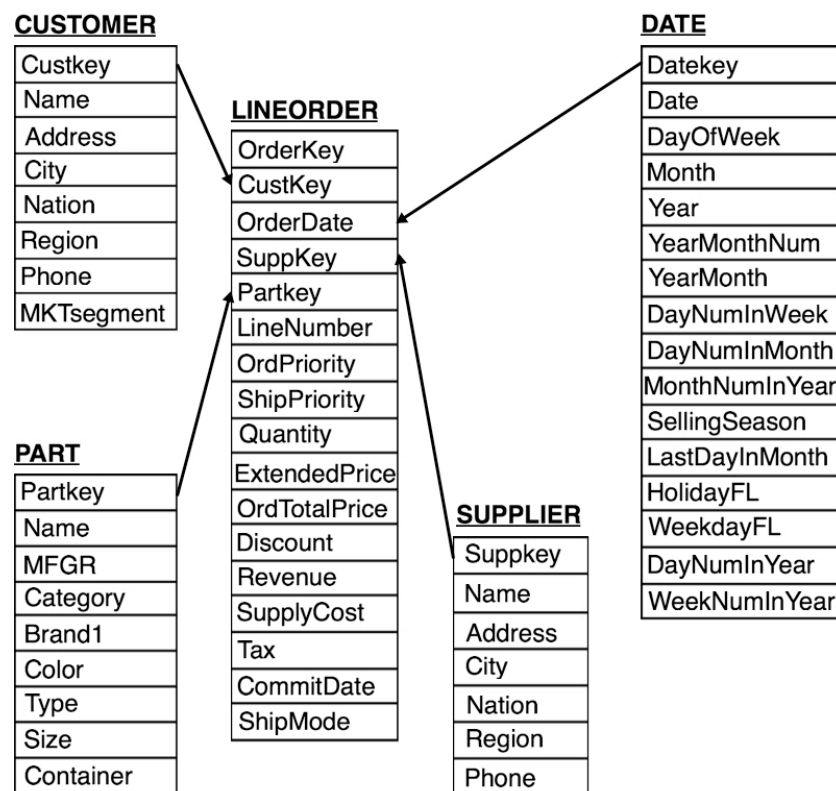 CUSTOMER
Custkey
Name
Address
City
Nation
Region
Phone
MKTsegment
LINEORDER
OrderKey
CustKey
OrderDate
SuppKey
Partkey
LineNumber
OrdPriority
ShipPriority
Quantity
ExtendedPrice
OrdTotalPrice
Discount
Revenue
SupplyCost
Tax
CommitDate
ShipMode
DATE
Datekey
Date
DayOfWeek
Month
Year
YearMonthNum
YearMonth
DayNumInWeek
DayNumInMonth
MonthNumInYear
SellingSeason
LastDayInMonth
HolidayFL
WeekdayFL
DayNumInYear
WeekNumInYear
PART
Partkey
Name
MFGR
Category
Brand1
Color
Type
Size
Container
SUPPLIER
Suppkey
Name
Address
City
Nation
Region
Phone